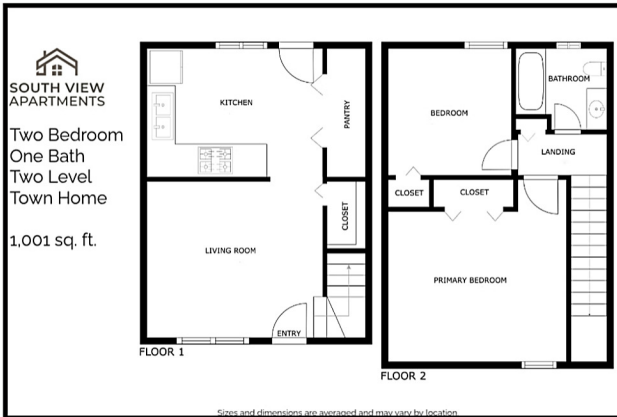 SOUTH VIEW
APARTMENTS
Two Bedroom
One Bath
Two Level
Town Home
1,001 sq. ft.
KITCHEN
PANTRY
CLOSET
LIVING ROOM
ENTRY
FLOOR 1
BATHROOM
BEDROOM
LANDING
CLOSET
CLOSET
PRIMARY BEDROOM
FLOOR 2
Sizes and dimensions are averaged and may vary by location